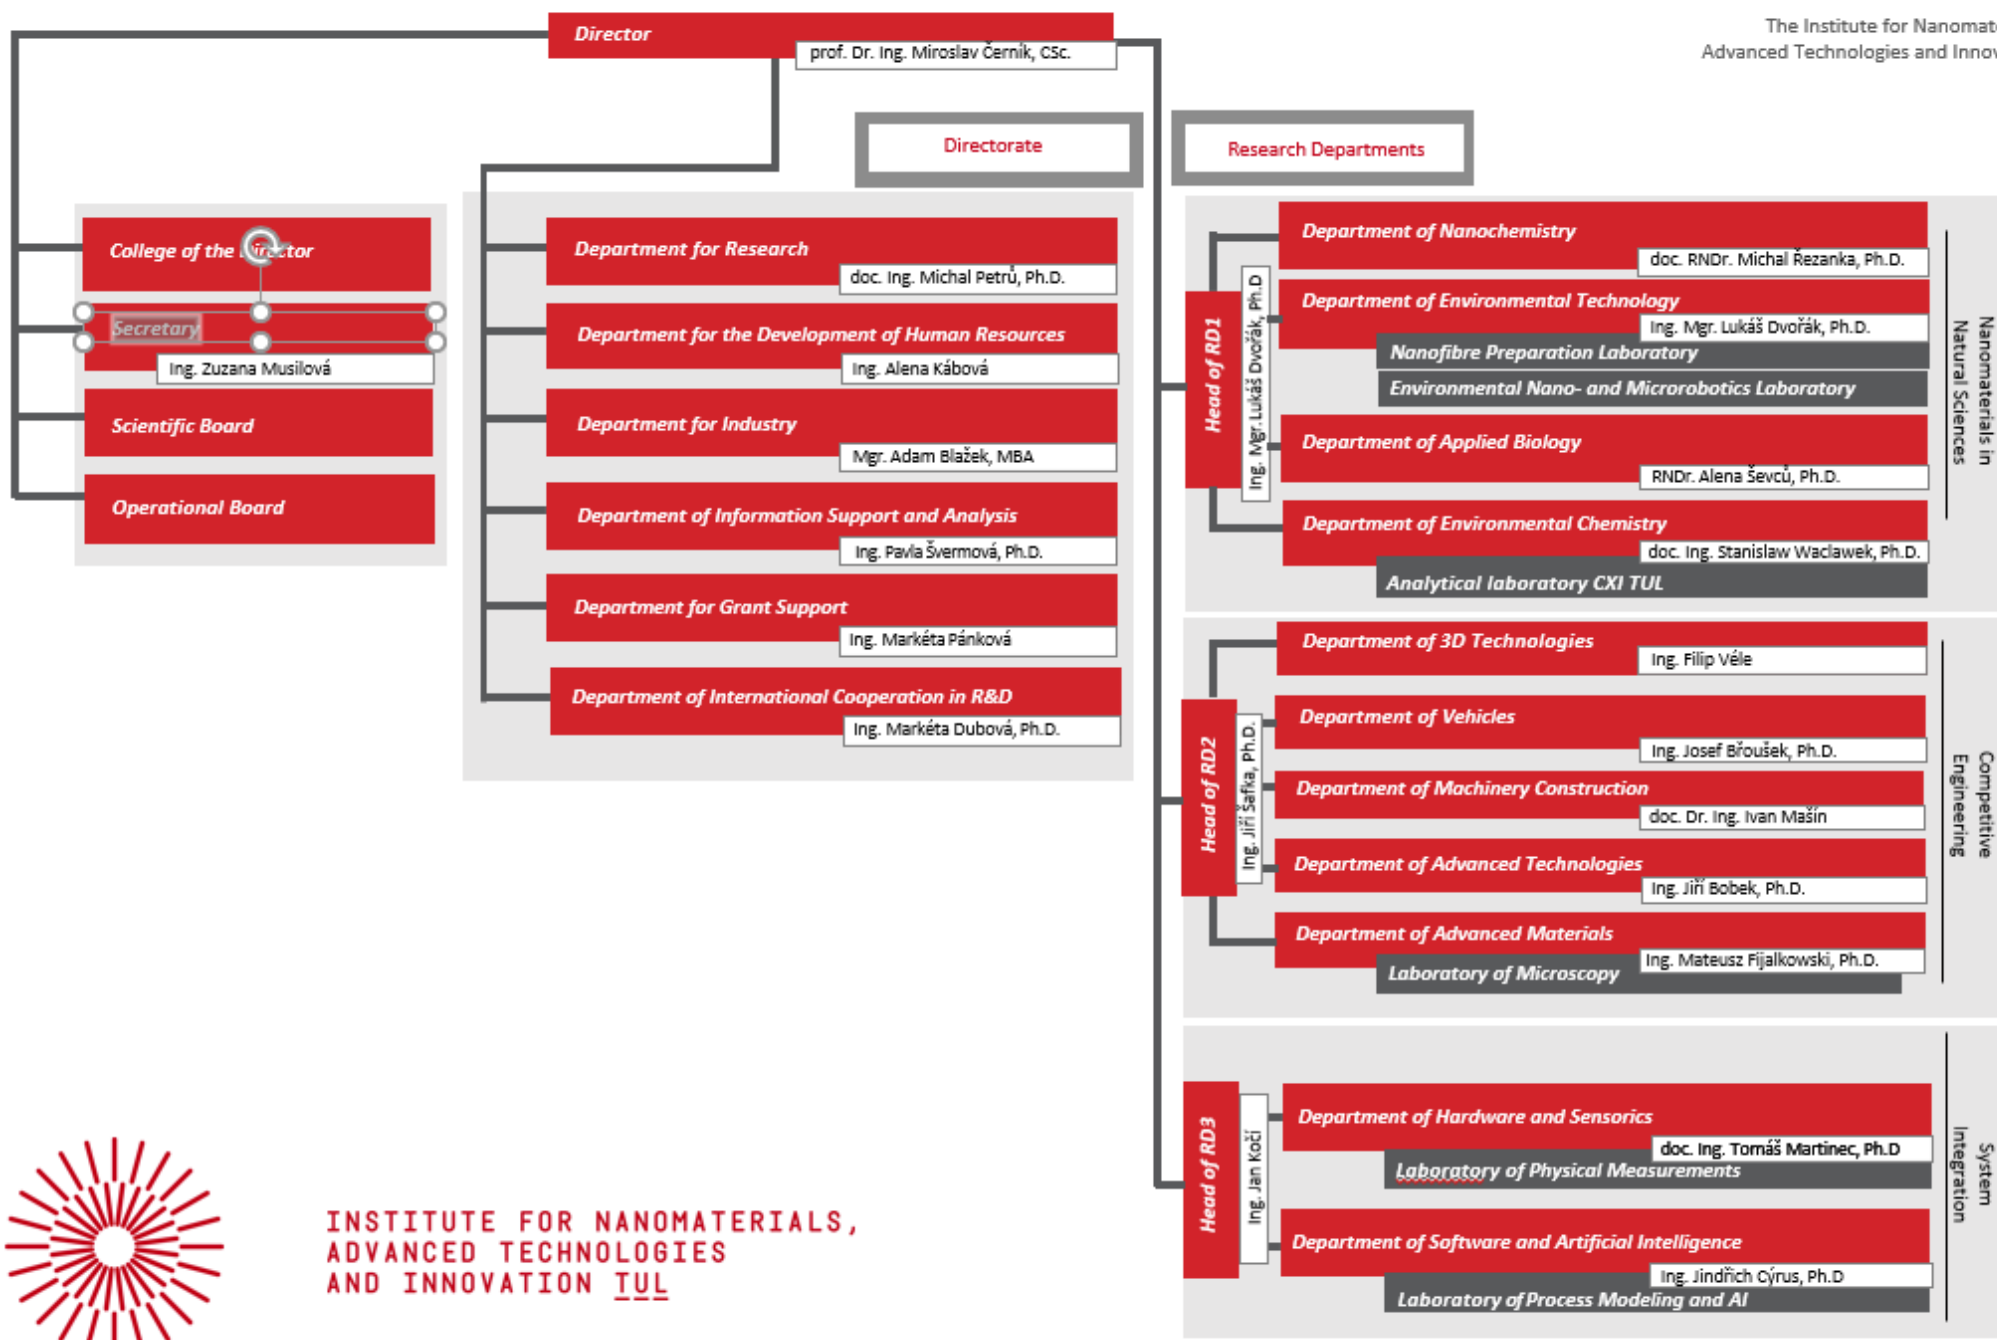 Director
prof. Dr. Ing. Miroslav Černík, CSc.
The Institute for
Advanced Technologies and
Directorate
Research Departments
College of the Director
Secretary
Ing. Zuzana Musilová
Scientific Board
Operational Board
Department for Research
doc. Ing. Michal Petrů, Ph.D.
Department for the Development of Human Resources
Ing. Alena Kábová
Department for Industry
Mgr. Adam Blažek, MBA
Department of Information Support and Analysis
Ing. Pavla Švermová, Ph.D.
Department for Grant Support
Ing. Markéta Pánková
Department of International Cooperation in R&D
Ing. Markéta Dubová, Ph.D.
Head of RD1
Ing. Mgr. Lukáš Dvořák, Ph.D
Department of Nanochemistry
doc. RNDr. Michal Řezanka, Ph.D.
Department of Environmental Technology
Ing. Mgr. Lukáš Dvořák, Ph.D.
Nanofibre Preparation Laboratory
Environmental Nano- and Microrobotics Laboratory
Department of Applied Biology
RNDr. Alena Ševců, Ph.D.
Department of Environmental Chemistry
doc. Ing. Stanislaw Waclawek, Ph.D.
Analytical laboratory CXI TUL
Nanomaterials in
Natural Sciences
Head of RD2
Ing. Jiří Šafka, Ph.D.
Department of 3D Technologies
Ing. Filip Véle
Department of Vehicles
Ing. Josef Břoušek, Ph.D.
Department of Machinery Construction
doc. Dr. Ing. Ivan Mašín
Department of Advanced Technologies
Ing. Jiří Bobek, Ph.D.
Department of Advanced Materials
Ing. Mateusz Fijalkowski, Ph.D.
Laboratory of Microscopy
Competitive
Engineering
Head of RD3
Ing. Jan Kočí
Department of Hardware and Sensorics
doc. Ing. Tomáš Martinec, Ph.D
Laboratory of Physical Measurements
Department of Software and Artificial Intelligence
Ing. Jindřich Cýrus, Ph.D
Laboratory of Process Modeling and AI
System
Integration
INSTITUTE FOR NANOMATERIALS,
ADVANCED TECHNOLOGIES
AND INNOVATION TUL